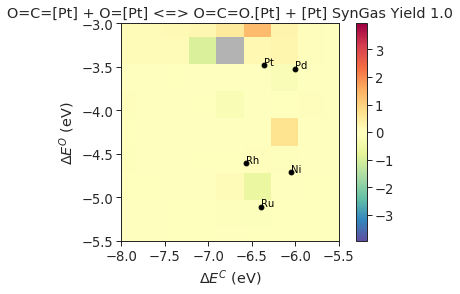 O=C=[Pt] + O=[Pt] <=> O=C=O.[Pt] + [Pt] SynGas Yield 1.0
−3.0
−3.5
−4.0
−4.5
−5.0
−5.5
ΔE^O (eV)
Pt
Pd
Rh
Ni
Ru
−8.0 −7.5 −7.0 −6.5 −6.0 −5.5
ΔE^C (eV)
3
2
1
0
−1
−2
−3